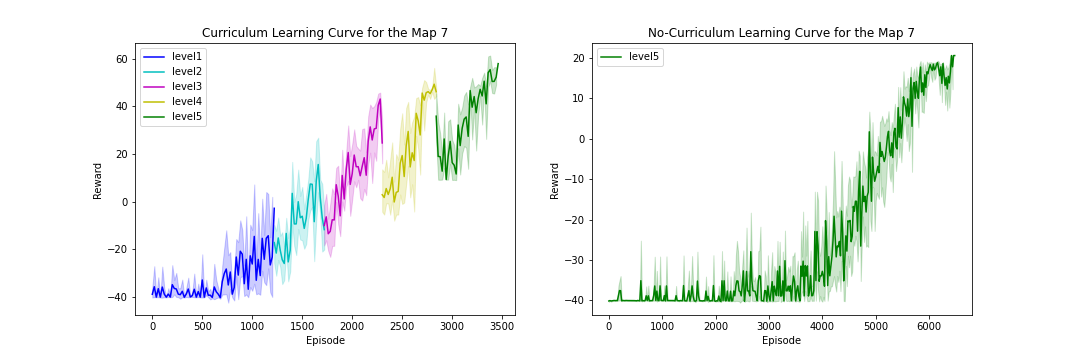 Curriculum Learning Curve for the Map 7
60
40
20
0
−20
−40
Reward
level1
level2
level3
level4
level5
0
500
1000
1500
2000
2500
3000
3500
Episode
No-Curriculum Learning Curve for the Map 7
20
10
0
−10
−20
−30
−40
Reward
level5
0
1000
2000
3000
4000
5000
6000
Episode